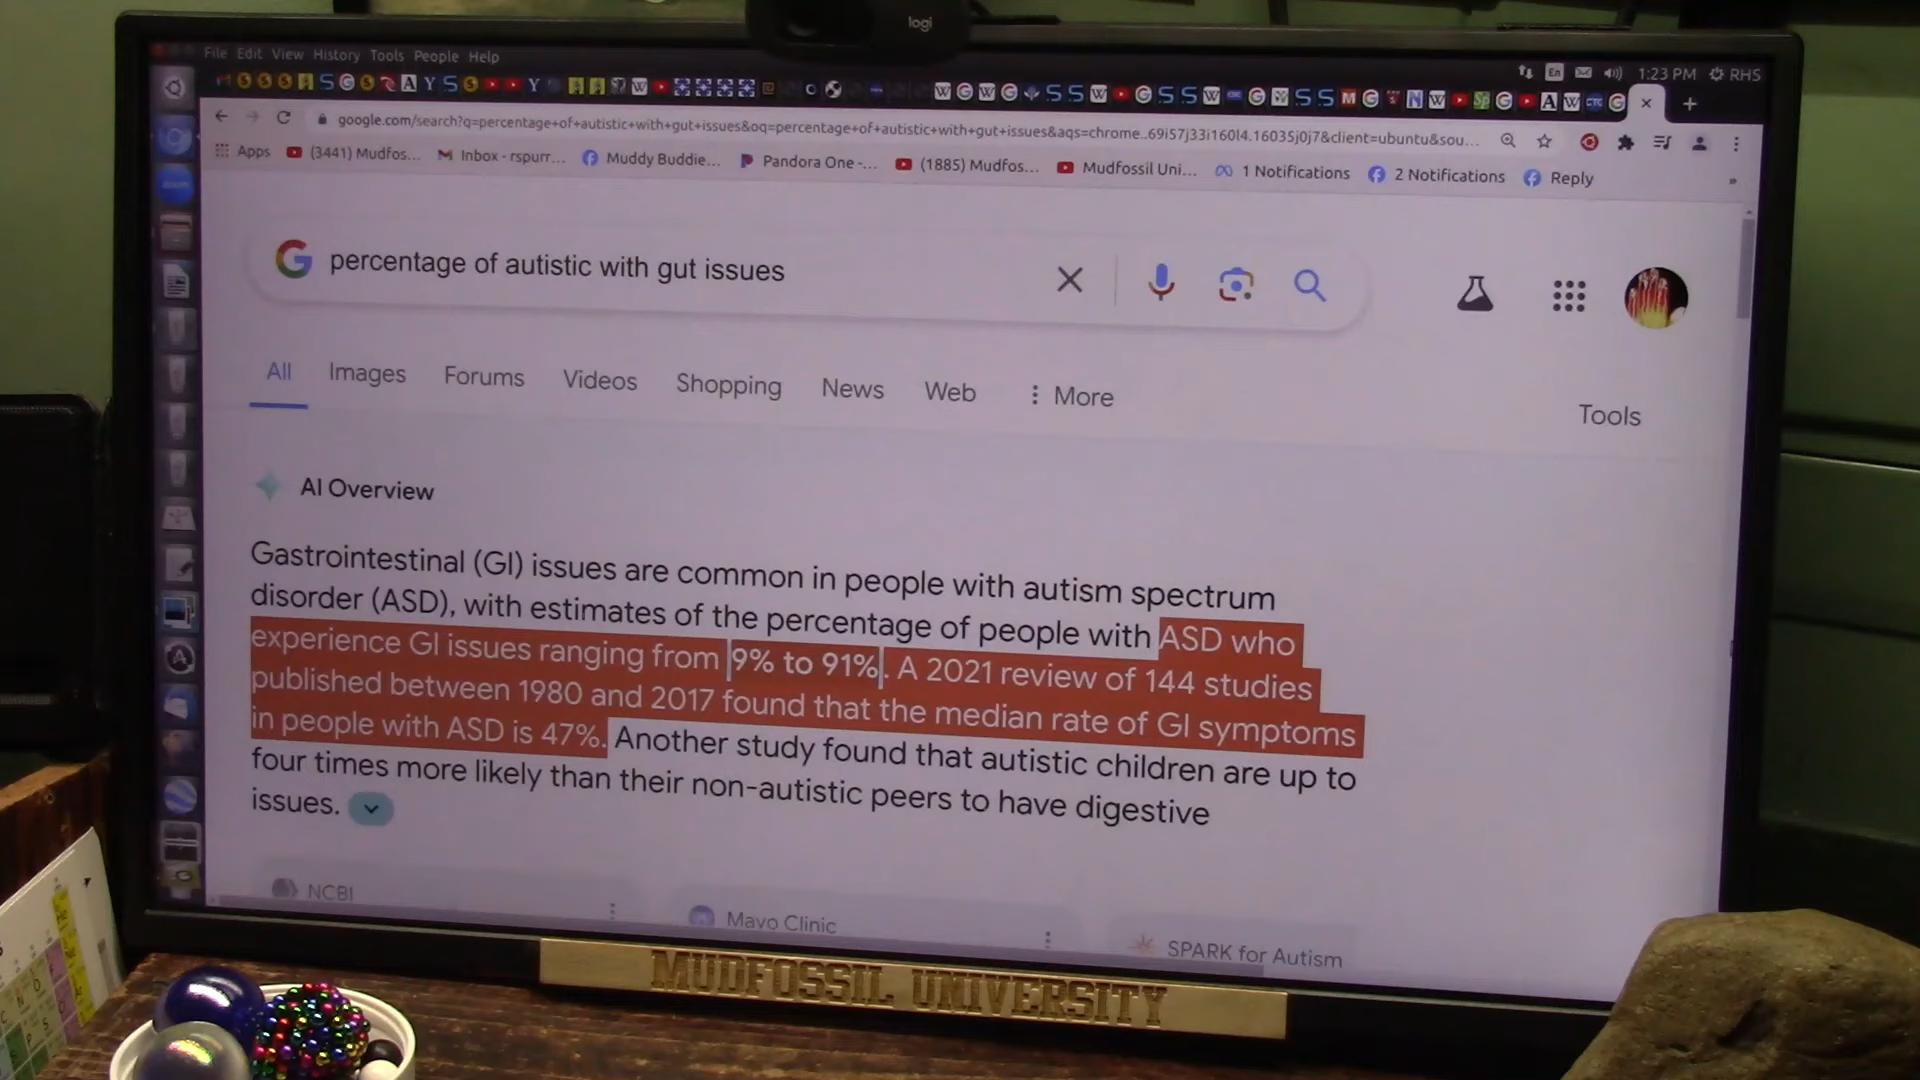 logi
File Edit View History Tools People Help
En 1:23 PM RHS
google.com/search?q=percentage+of+autistic+with+gut+issues&oq=percentage+of+autistic+with+gut+issues&aqs=chrome..69i57j33i160l4.16035j0j7&client=ubuntu&sou...
Apps (3441) Mudfos... Inbox - rspurr... Muddy Buddie... Pandora One -... (1885) Mudfos... Mudfossil Uni... 1 Notifications 2 Notifications Reply
percentage of autistic with gut issues
All Images Forums Videos Shopping News Web More
Tools
AI Overview
Gastrointestinal (GI) issues are common in people with autism spectrum
disorder (ASD), with estimates of the percentage of people with ASD who
experience GI issues ranging from 9% to 91%. A 2021 review of 144 studies
published between 1980 and 2017 found that the median rate of GI symptoms
in people with ASD is 47%. Another study found that autistic children are up to
four times more likely than their non-autistic peers to have digestive
issues.
NCBI
Mayo Clinic
SPARK for Autism
MUDFOSSIL UNIVERSITY